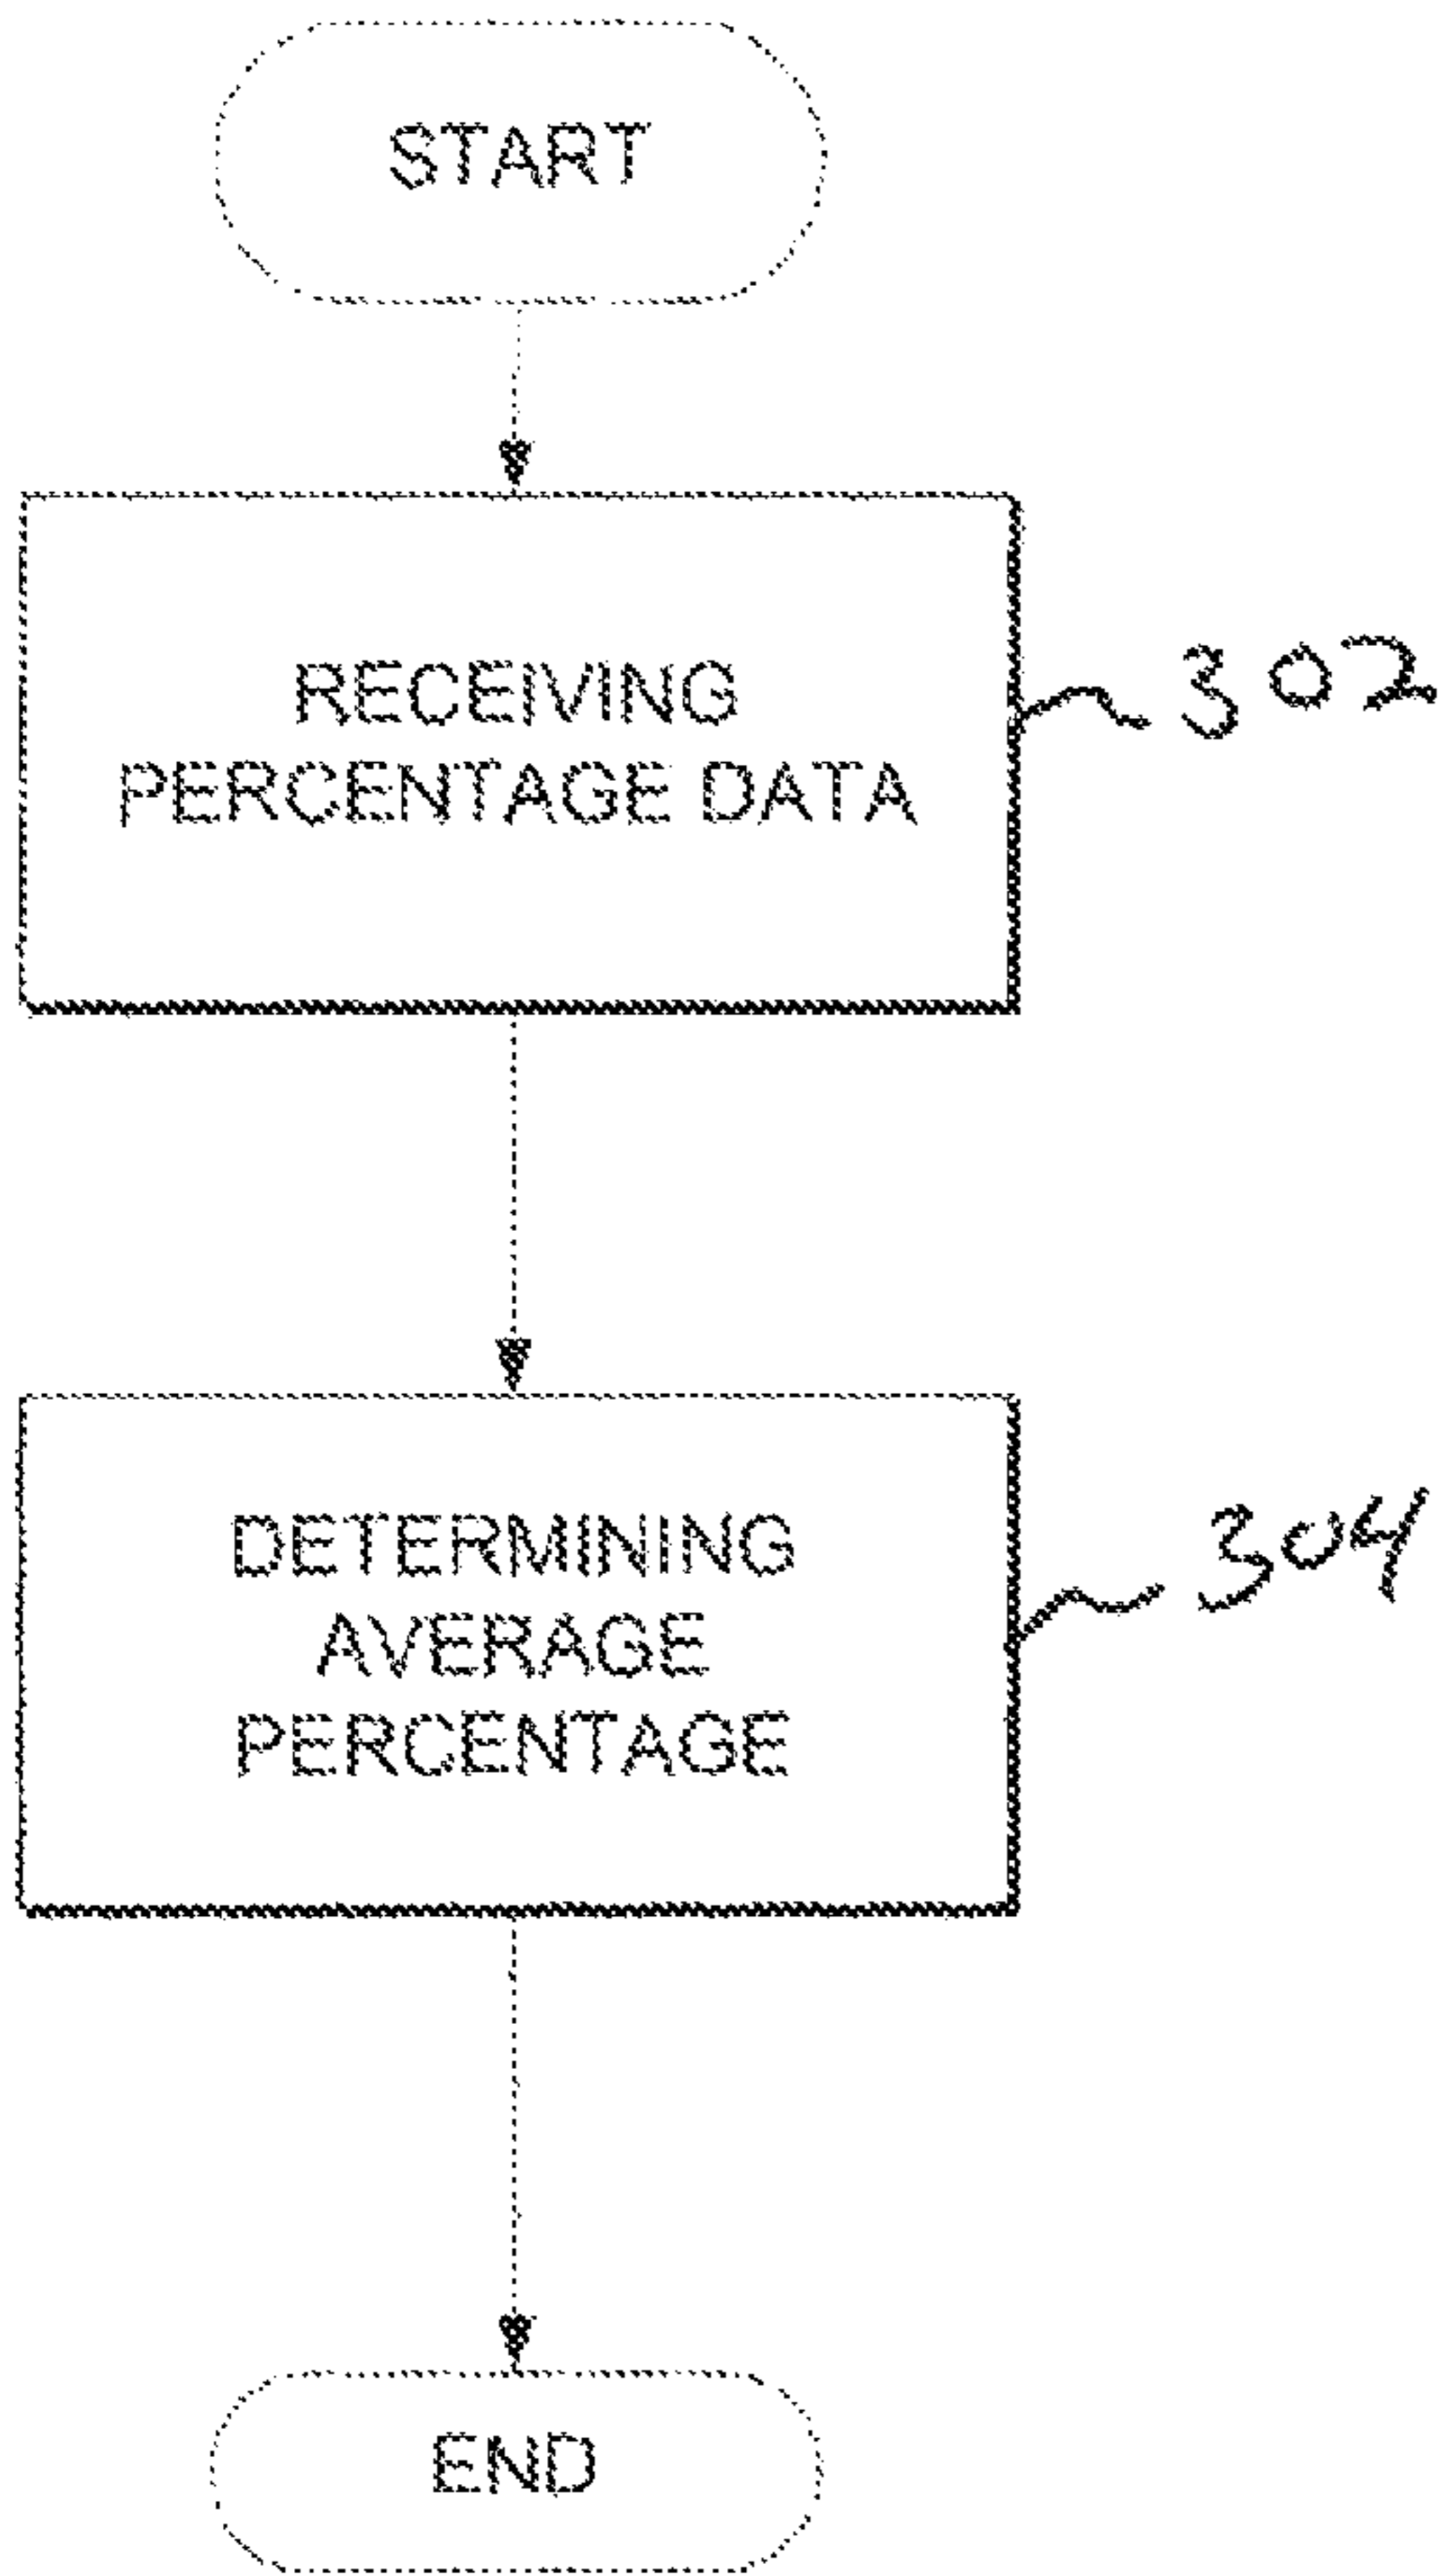 START
RECEIVING
PERCENTAGE DATA
302
DETERMINING
AVERAGE
PERCENTAGE
304
END